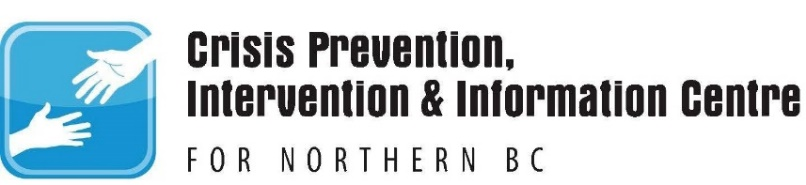 Crisis Prevention,
Intervention & Information Centre
FOR NORTHERN BC